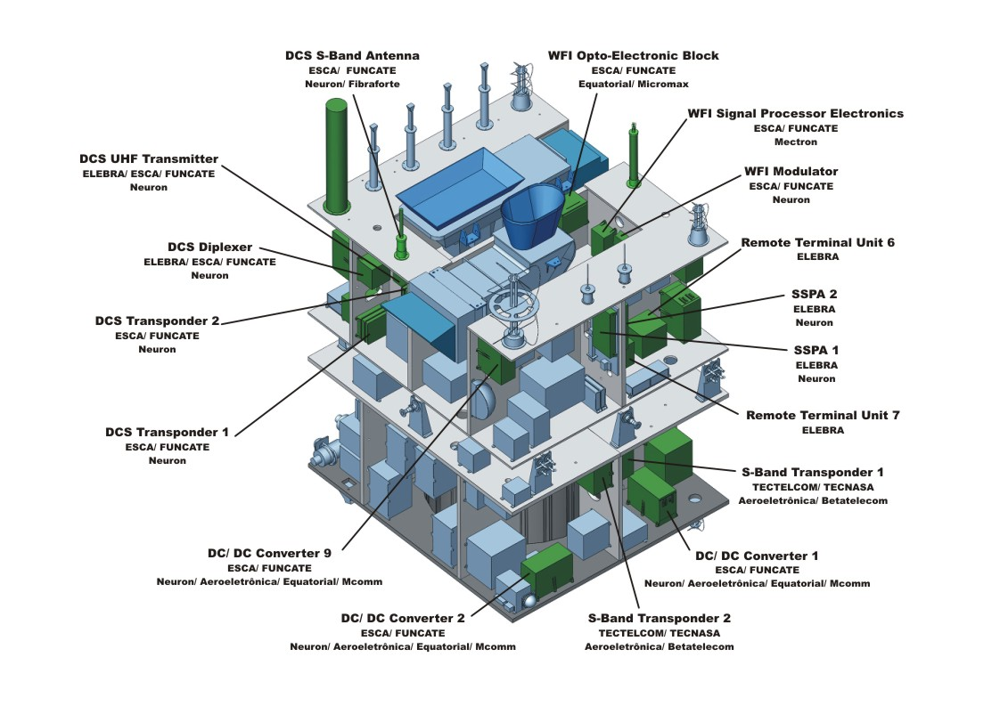 DCS S-Band Antenna
ESCA/ FUNCATE
Neuron/ Fibraforte
WFI Opto-Electronic Block
ESCA/ FUNCATE
Equatorial/ Micromax
WFI Signal Processor Electronics
ESCA/ FUNCATE
Mectron
DCS UHF Transmitter
ELEBRA/ ESCA/ FUNCATE
Neuron
WFI Modulator
ESCA/ FUNCATE
Neuron
DCS Diplexer
ELEBRA/ ESCA/ FUNCATE
Neuron
Remote Terminal Unit 6
ELEBRA
SSPA 2
ELEBRA
Neuron
DCS Transponder 2
ESCA/ FUNCATE
Neuron
SSPA 1
ELEBRA
Neuron
Remote Terminal Unit 7
ELEBRA
DCS Transponder 1
ESCA/ FUNCATE
Neuron
S-Band Transponder 1
TECTELCOM/ TECNASA
Aeroeletrônica/ Betatelecom
DC/ DC Converter 9
ESCA/ FUNCATE
Neuron/ Aeroeletrônica/ Equatorial/ Mcomm
DC/ DC Converter 1
ESCA/ FUNCATE
Neuron/ Aeroeletrônica/ Equatorial/ Mcomm
DC/ DC Converter 2
ESCA/ FUNCATE
Neuron/ Aeroeletrônica/ Equatorial/ Mcomm
S-Band Transponder 2
TECTELCOM/ TECNASA
Aeroeletrônica/ Betatelecom